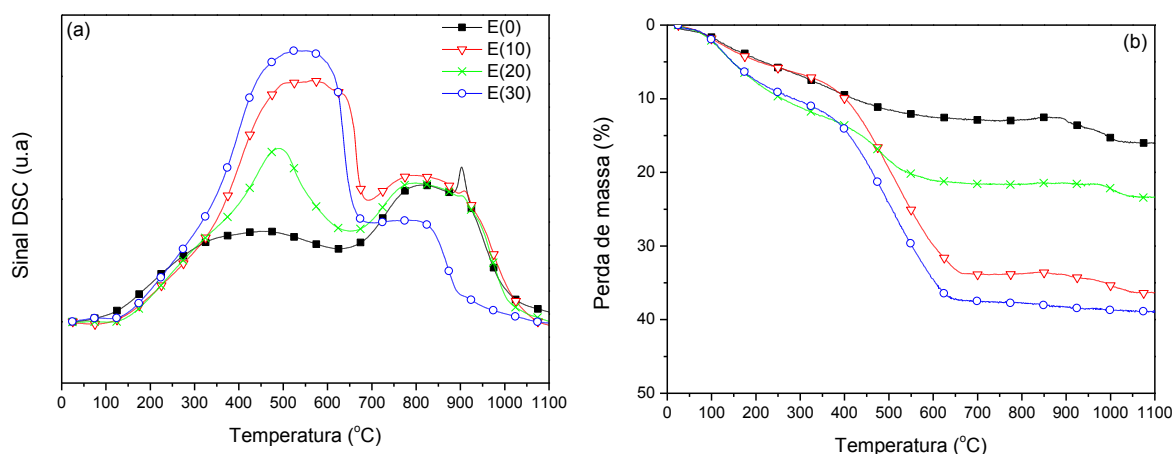 (a)
E(0)
E(10)
E(20)
E(30)
Sinal DSC (u.a)
0 100 200 300 400 500 600 700 800 900 1000 1100
Temperatura (°C)
(b)
0
10
20
30
40
50
Perda de massa (%)
0 100 200 300 400 500 600 700 800 900 1000 1100
Temperatura (°C)